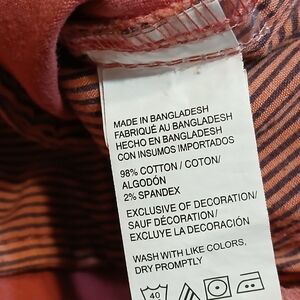 MADE IN BANGLADESH
FABRIQUÉ AU BANGLADESH
HECHO EN BANGLADESH
CON INSUMOS IMPORTADOS
98% COTTON / COTON/
ALGODÓN
2% SPANDEX
EXCLUSIVE OF DECORATION/
SAUF DÉCORATION/
EXCLUYE LA DECORACIÓN
WASH WITH LIKE COLORS,
DRY PROMPTLY
40